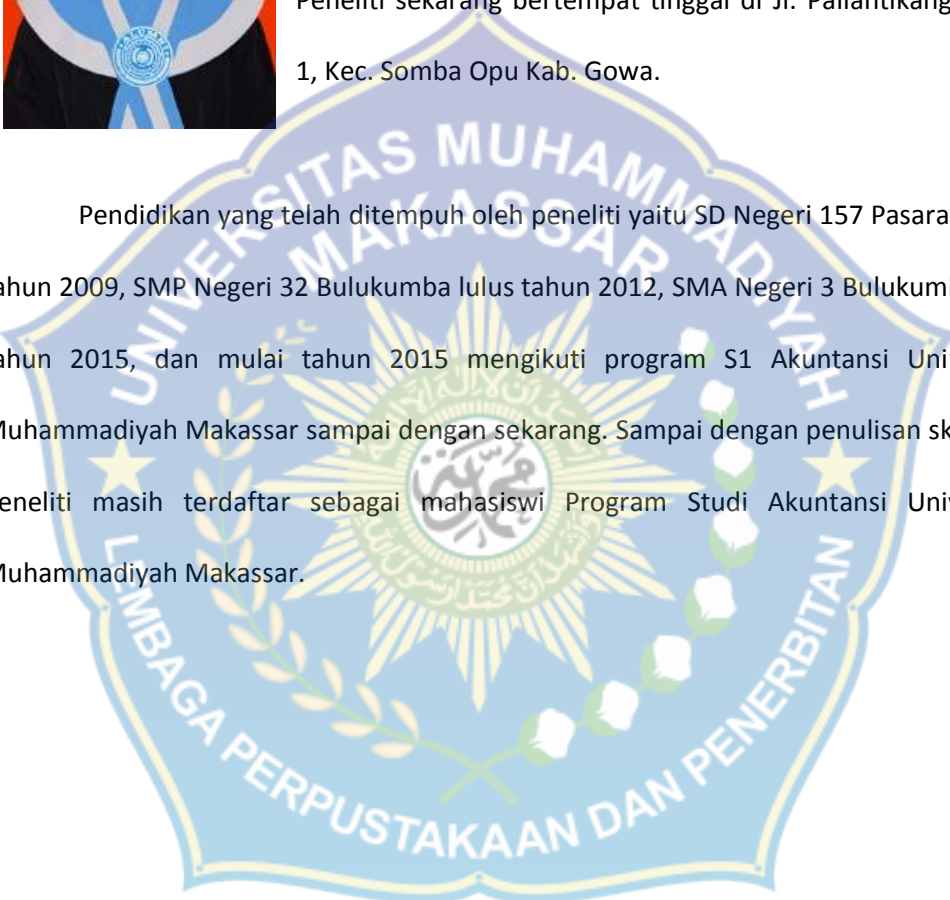 Peneliti sekarang bertempat tinggal di Jl. Pallantikang
1, Kec. Somba Opu Kab. Gowa.
ALUMNI
Pendidikan yang telah ditempuh oleh peneliti yaitu SD Negeri 157 Pasara
ahun 2009, SMP Negeri 32 Bulukumba lulus tahun 2012, SMA Negeri 3 Bulukum
ahun 2015, dan mulai tahun 2015 mengikuti program S1 Akuntansi Uni
Muhammadiyah Makassar sampai dengan sekarang. Sampai dengan penulisan sk
eneliti masih terdaftar sebagai mahasiswi Program Studi Akuntansi Univ
Muhammadiyah Makassar.
UNIVERSITAS MUHAMMADIYAH
MAKASSAR
LEMBAGA PERPUSTAKAAN DAN PENERBITAN